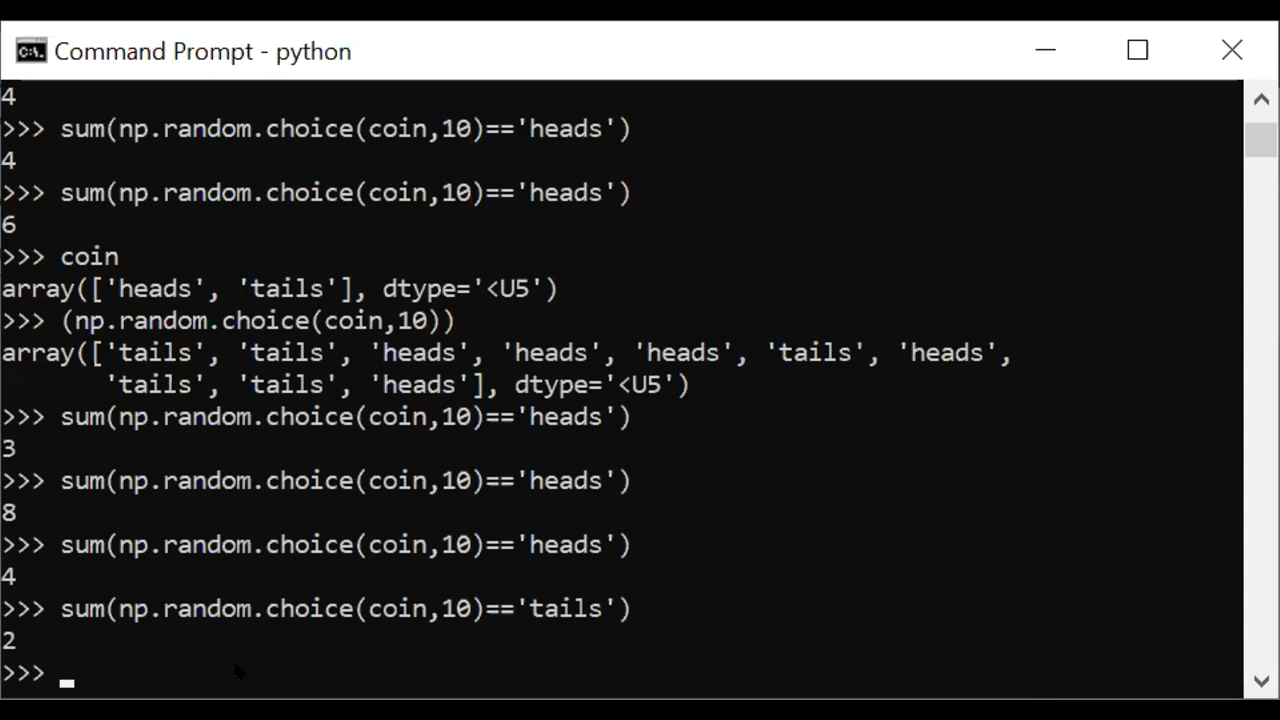 Command Prompt - python
4
>>> sum(np.random.choice(coin,10)=='heads')
4
>>> sum(np.random.choice(coin,10)=='heads')
6
>>> coin
array(['heads', 'tails'], dtype='<U5')
>>> (np.random.choice(coin,10))
array(['tails', 'tails', 'heads', 'heads', 'heads', 'tails', 'heads',
       'tails', 'tails', 'heads'], dtype='<U5')
>>> sum(np.random.choice(coin,10)=='heads')
3
>>> sum(np.random.choice(coin,10)=='heads')
8
>>> sum(np.random.choice(coin,10)=='heads')
4
>>> sum(np.random.choice(coin,10)=='tails')
2
>>>